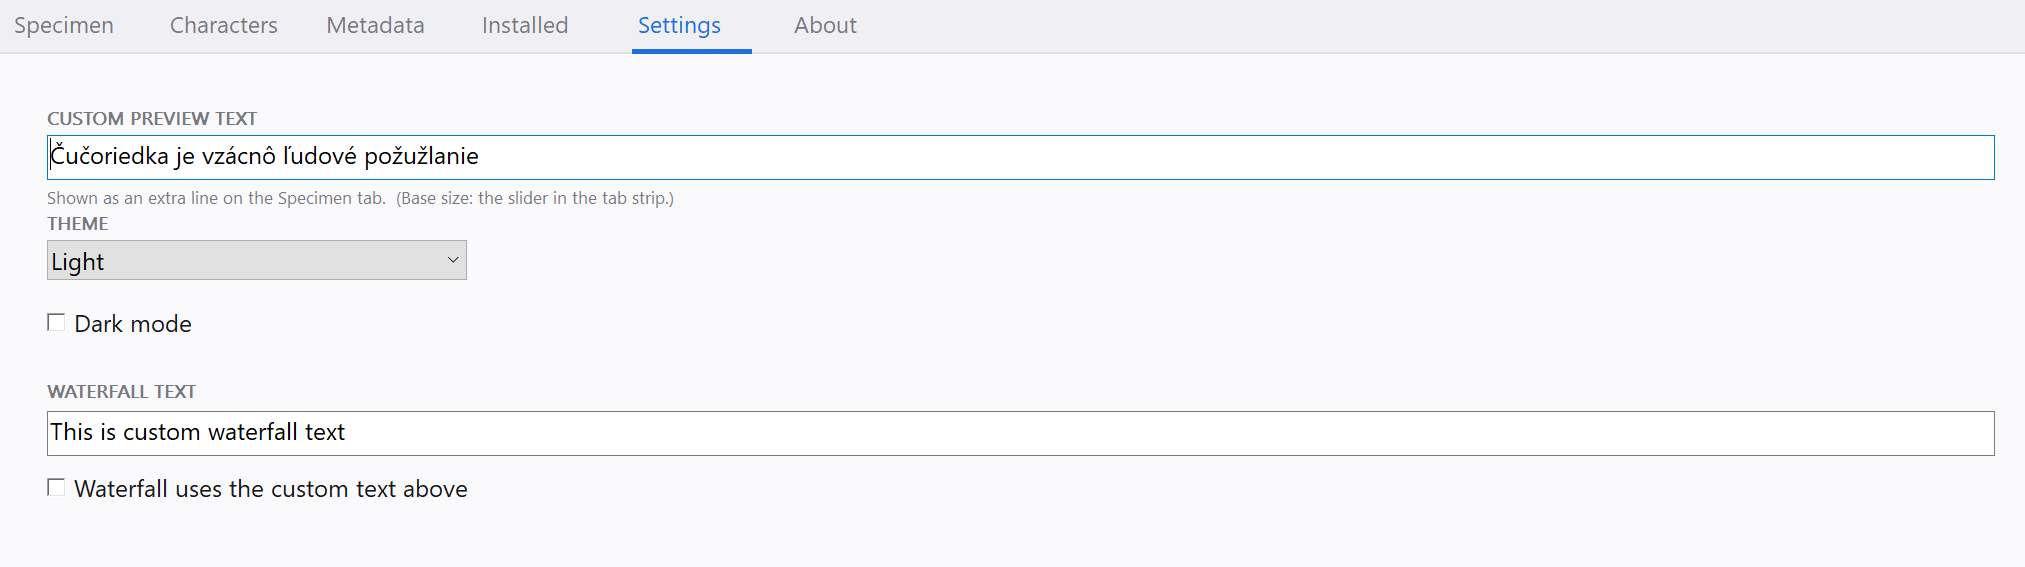 Specimen Characters Metadata Installed Settings About
CUSTOM PREVIEW TEXT
Čučoriedka je vzácnô ľudové požužlanie
Shown as an extra line on the Specimen tab. (Base size: the slider in the tab strip.)
THEME
Light
Dark mode
WATERFALL TEXT
This is custom waterfall text
Waterfall uses the custom text above